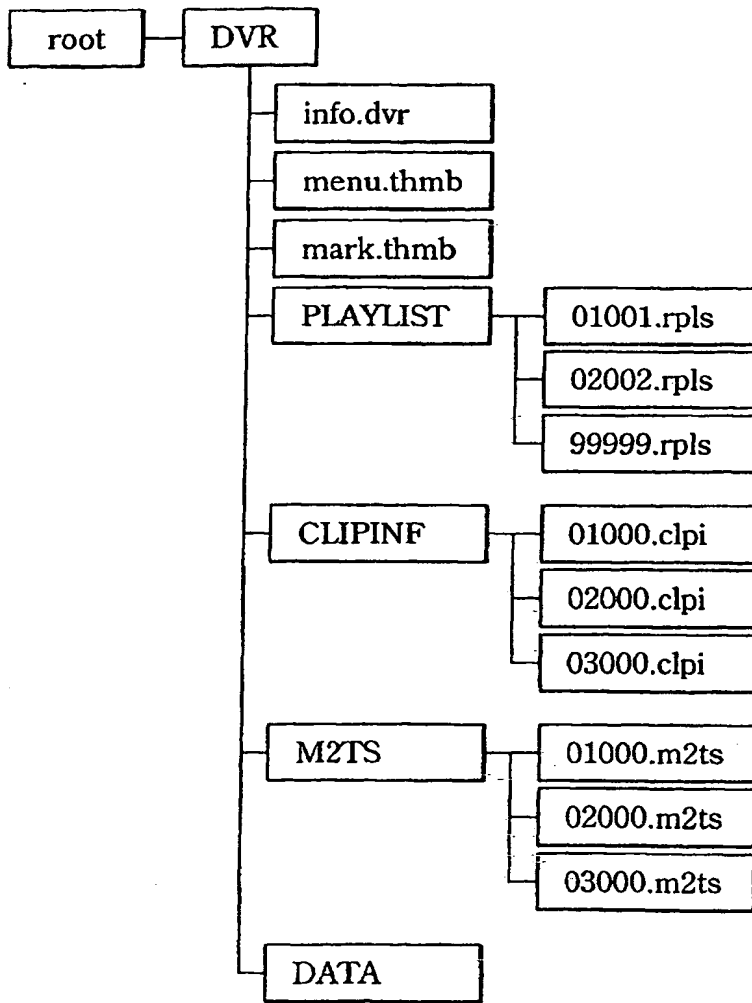 root
DVR
info.dvr
menu.thmb
mark.thmb
PLAYLIST
01001.rpls
02002.rpls
99999.rpls
CLIPINF
01000.clpi
02000.clpi
03000.clpi
M2TS
01000.m2ts
02000.m2ts
03000.m2ts
DATA